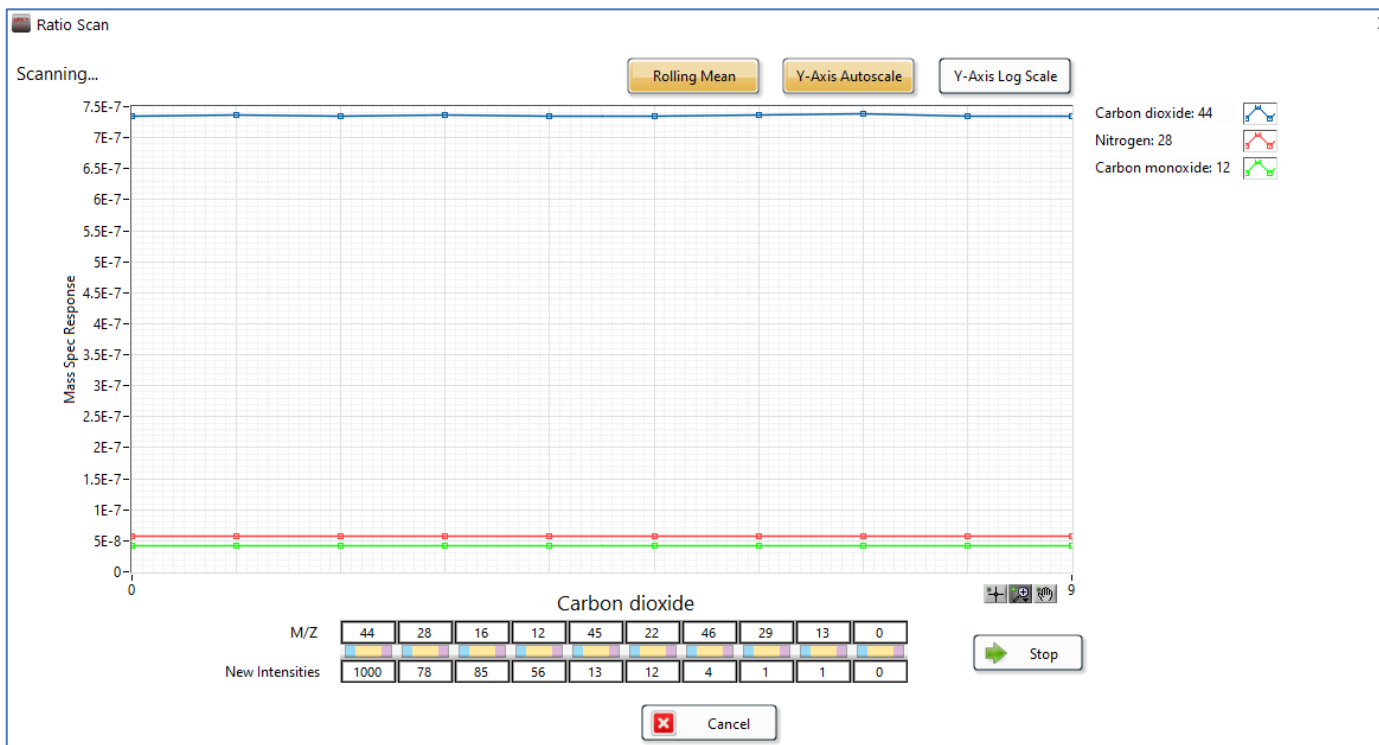 Ratio Scan
Scanning...
Rolling Mean
Y-Axis Autoscale
Y-Axis Log Scale
Carbon dioxide: 44
Nitrogen: 28
Carbon monoxide: 12
Mass Spec Response
7.5E-7
7E-7
6.5E-7
6E-7
5.5E-7
5E-7
4.5E-7
4E-7
3.5E-7
3E-7
2.5E-7
2E-7
1.5E-7
1E-7
5E-8
0
0 9
Carbon dioxide
M/Z 44 28 16 12 45 22 46 29 13 0
New Intensities 1000 78 85 56 13 12 4 1 1 0
Stop
Cancel